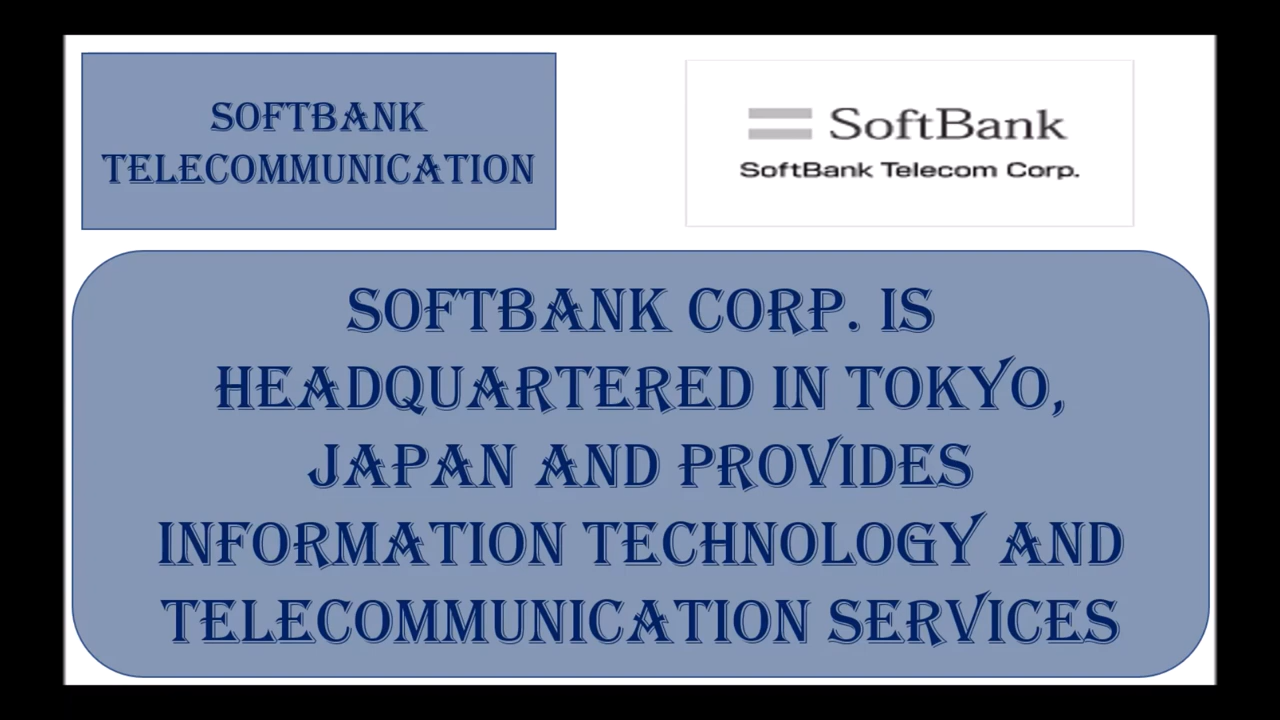 SOFTBANK
TELECOMMUNICATION
SoftBank
SoftBank Telecom Corp.
SOFTBANK CORP. IS
HEADQUARTERED IN TOKYO,
JAPAN AND PROVIDES
INFORMATION TECHNOLOGY AND
TELECOMMUNICATION SERVICES